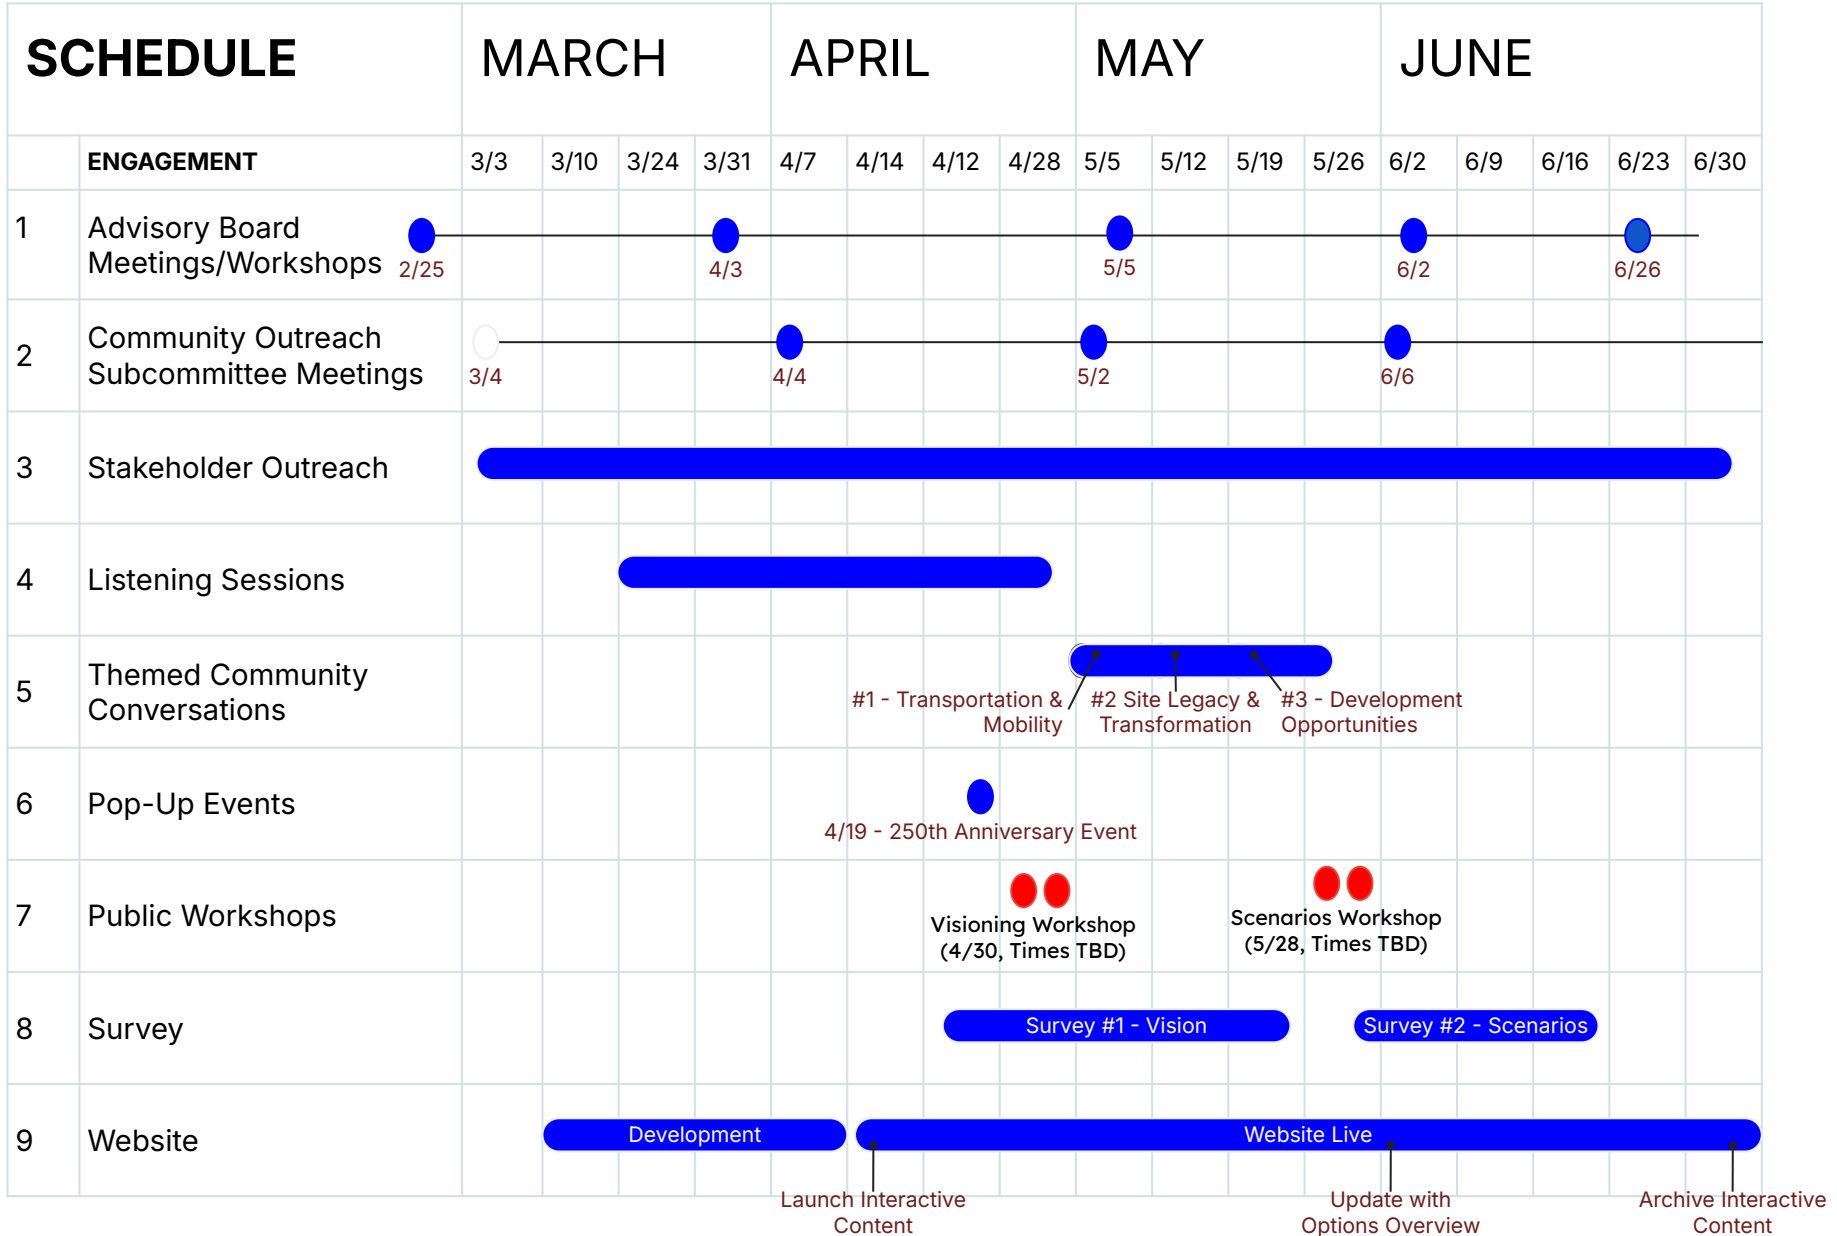 SCHEDULE MARCH APRIL MAY JUNE
ENGAGEMENT 3/3 3/10 3/24 3/31 4/7 4/14 4/12 4/28 5/5 5/12 5/19 5/26 6/2 6/9 6/16 6/23 6/30
1 Advisory Board
Meetings/Workshops 2/25 4/3 5/5 6/2 6/26
2 Community Outreach
Subcommittee Meetings 3/4 4/4 5/2 6/6
3 Stakeholder Outreach
4 Listening Sessions
5 Themed Community
Conversations
#1 - Transportation &
Mobility
#2 Site Legacy &
Transformation
#3 - Development
Opportunities
6 Pop-Up Events
4/19 - 250th Anniversary Event
7 Public Workshops
Visioning Workshop
(4/30, Times TBD)
Scenarios Workshop
(5/28, Times TBD)
8 Survey
Survey #1 - Vision
Survey #2 - Scenarios
9 Website
Development
Website Live
Launch Interactive
Content
Update with
Options Overview
Archive Interactive
Content